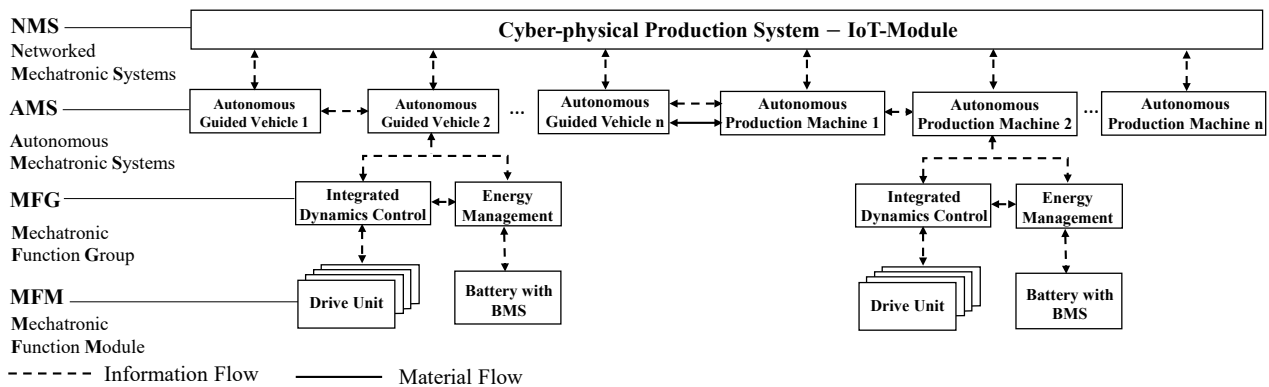 NMS
Networked
Mechatronic Systems
Cyber-physical Production System – IoT-Module
AMS
Autonomous
Mechatronic Systems
Autonomous
Guided Vehicle 1
Autonomous
Guided Vehicle 2
...
Autonomous
Guided Vehicle n
Autonomous
Production Machine 1
Autonomous
Production Machine 2
...
Autonomous
Production Machine n
MFG
Mechatronic
Function Group
Integrated
Dynamics Control
Energy
Management
Integrated
Dynamics Control
Energy
Management
MFM
Mechatronic
Function Module
Drive Unit
Battery with
BMS
Drive Unit
Battery with
BMS
Information Flow
Material Flow